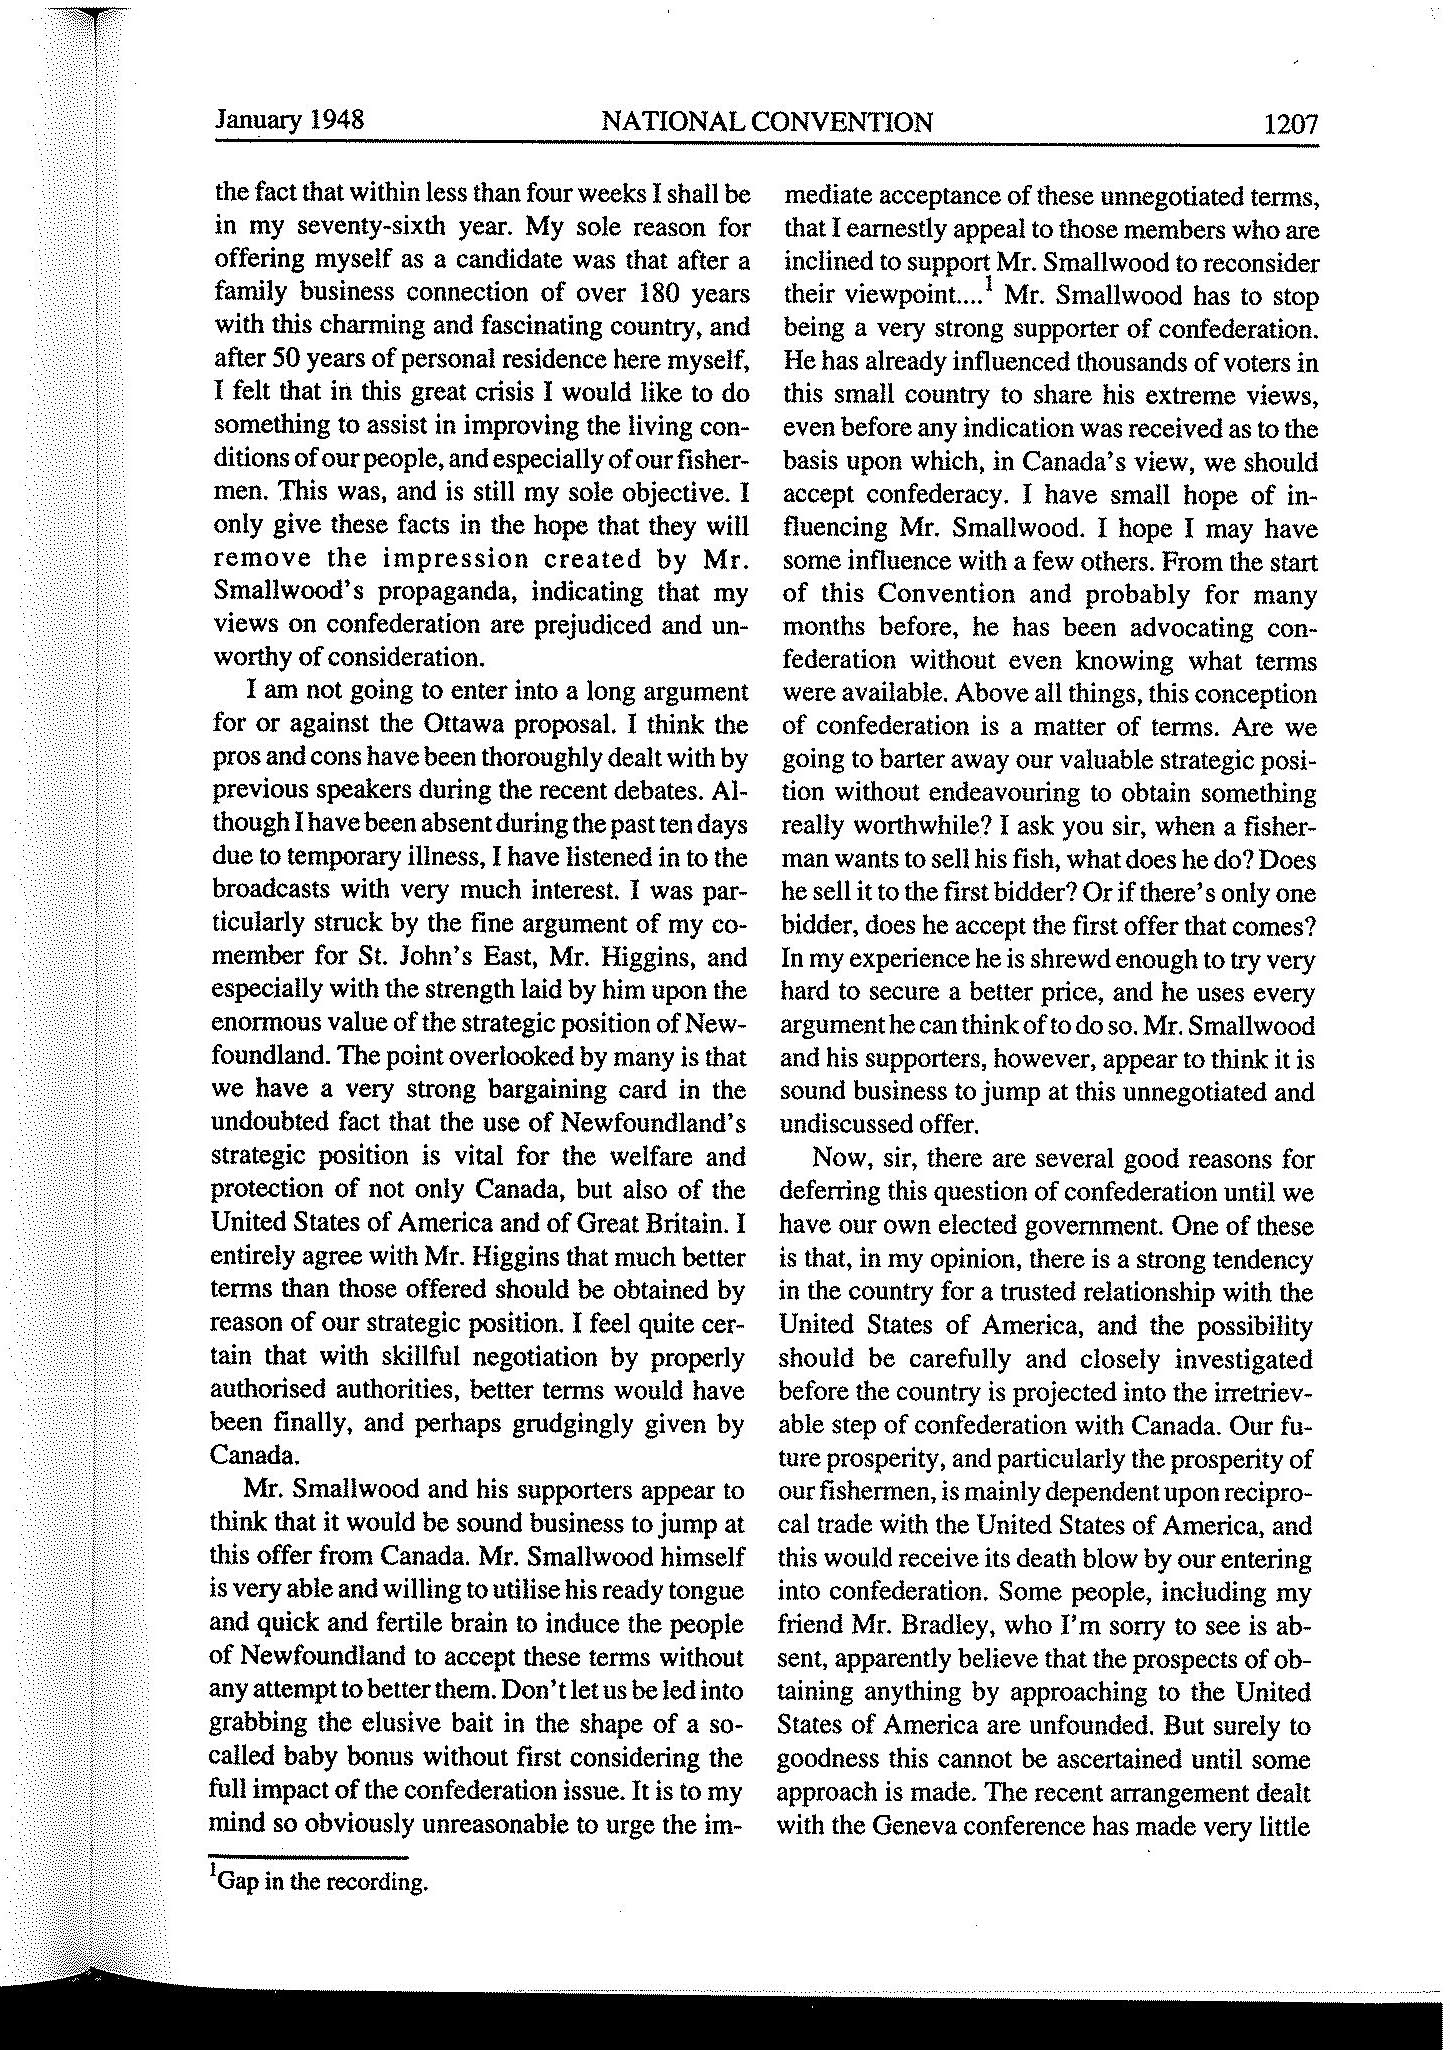 January 1948 NATIONAL CONVENTION 1207
the fact that within less than four weeks I shall be
in my seventy-sixth year. My sole reason for
offering myself as a candidate was that after a
family business connection of over 180 years
with this charming and fascinating country, and
after 50 years of personal residence here myself,
I felt that in this great crisis I would like to do
something to assist in improving the living con-
ditions of our people, and especially of our fisher-
men. This was, and is still my sole objective. I
only give these facts in the hope that they will
remove the impression created by Mr.
Smallwood's propaganda, indicating that my
views on confederation are prejudiced and un-
worthy of consideration.
I am not going to enter into a long argument
for or against the Ottawa proposal. I think the
pros and cons have been thoroughly dealt with by
previous speakers during the recent debates. Al-
though I have been absent during the past ten days
due to temporary illness, I have listened in to the
broadcasts with very much interest. I was par-
ticularly struck by the fine argument of my co-
member for St. John's East, Mr. Higgins, and
especially with the strength laid by him upon the
enormous value of the strategic position of New-
foundland. The point overlooked by many is that
we have a very strong bargaining card in the
undoubted fact that the use of Newfoundland's
strategic position is vital for the welfare and
protection of not only Canada, but also of the
United States of America and of Great Britain. I
entirely agree with Mr. Higgins that much better
terms than those offered should be obtained by
reason of our strategic position. I feel quite cer-
tain that with skillful negotiation by properly
authorised authorities, better terms would have
been finally, and perhaps grudgingly given by
Canada.
Mr. Smallwood and his supporters appear to
think that it would be sound business to jump at
this offer from Canada. Mr. Smallwood himself
is very able and willing to utilise his ready tongue
and quick and fertile brain to induce the people
of Newfoundland to accept these terms without
any attempt to better them. Don't let us be led into
grabbing the elusive bait in the shape of a so-
called baby bonus without first considering the
full impact of the confederation issue. It is to my
mind so obviously unreasonable to urge the im-
mediate acceptance of these unnegotiated terms,
that I earnestly appeal to those members who are
inclined to support Mr. Smallwood to reconsider
their viewpoint....1 Mr. Smallwood has to stop
being a very strong supporter of confederation.
He has already influenced thousands of voters in
this small country to share his extreme views,
even before any indication was received as to the
basis upon which, in Canada's view, we should
accept confederacy. I have small hope of in-
fluencing Mr. Smallwood. I hope I may have
some influence with a few others. From the start
of this Convention and probably for many
months before, he has been advocating con-
federation without even knowing what terms
were available. Above all things, this conception
of confederation is a matter of terms. Are we
going to barter away our valuable strategic posi-
tion without endeavouring to obtain something
really worthwhile? I ask you sir, when a fisher-
man wants to sell his fish, what does he do? Does
he sell it to the first bidder? Or if there's only one
bidder, does he accept the first offer that comes?
In my experience he is shrewd enough to try very
hard to secure a better price, and he uses every
argument he can think of to do so. Mr. Smallwood
and his supporters, however, appear to think it is
sound business to jump at this unnegotiated and
undiscussed offer.
Now, sir, there are several good reasons for
deferring this question of confederation until we
have our own elected government. One of these
is that, in my opinion, there is a strong tendency
in the country for a trusted relationship with the
United States of America, and the possibility
should be carefully and closely investigated
before the country is projected into the irretriev-
able step of confederation with Canada. Our fu-
ture prosperity, and particularly the prosperity of
our fishermen, is mainly dependent upon recipro-
cal trade with the United States of America, and
this would receive its death blow by our entering
into confederation. Some people, including my
friend Mr. Bradley, who I'm sorry to see is ab-
sent, apparently believe that the prospects of ob-
taining anything by approaching to the United
States of America are unfounded. But surely to
goodness this cannot be ascertained until some
approach is made. The recent arrangement dealt
with the Geneva conference has made very little
1Gap in the recording.